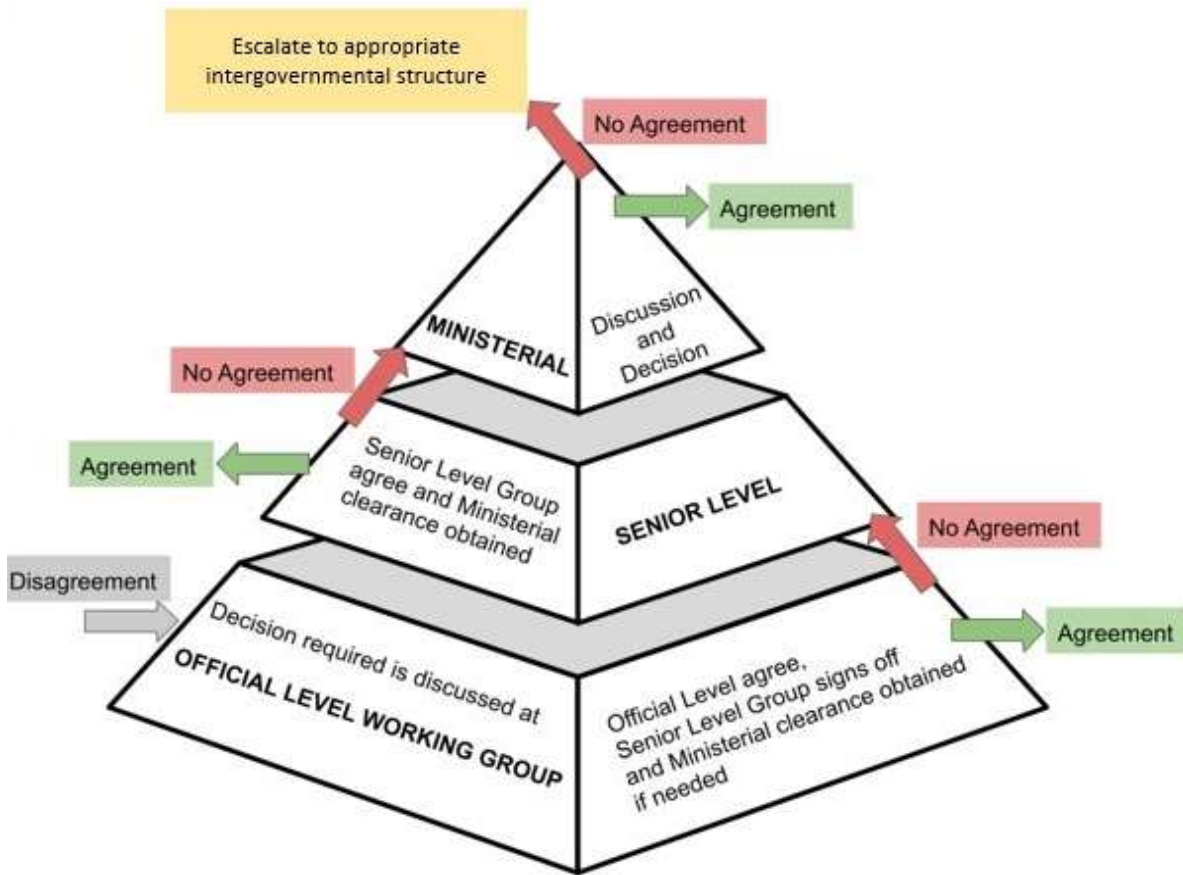 Escalate to appropriate
intergovernmental structure
No Agreement
Agreement
MINISTERIAL
Discussion
and
Decision
No Agreement
Agreement
Senior Level Group
agree and Ministerial
clearance obtained
SENIOR LEVEL
No Agreement
Disagreement
Agreement
Decision required is discussed at
OFFICIAL LEVEL WORKING GROUP
Official Level agree,
Senior Level Group signs off
and Ministerial clearance obtained
if needed